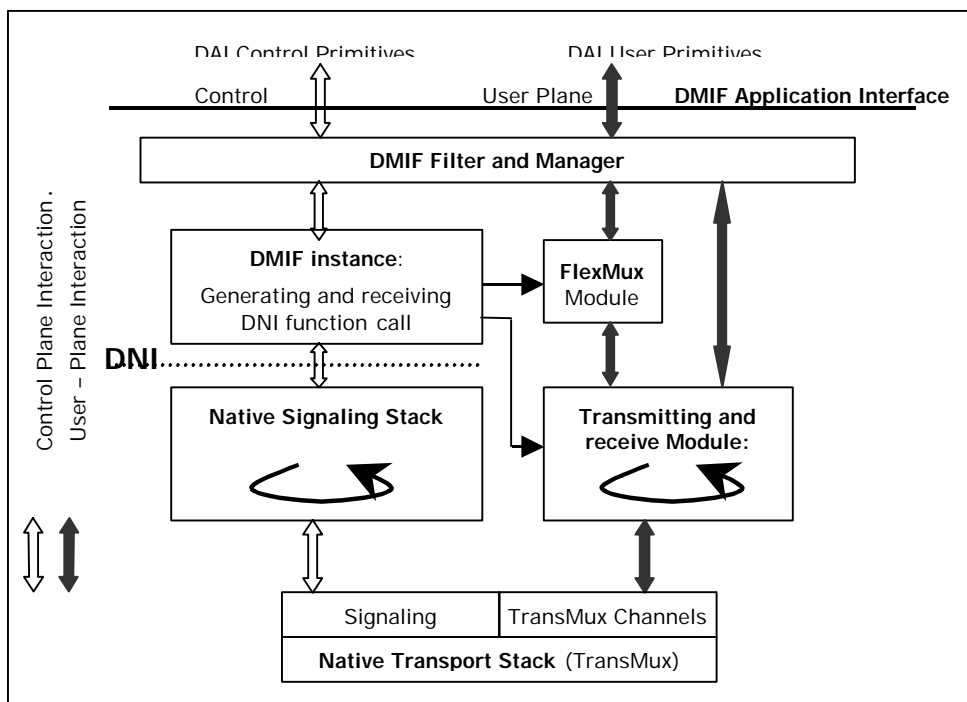 DAI Control Primitives
DAI User Primitives
Control
User Plane
DMIF Application Interface
DMIF Filter and Manager
DMIF instance:
Generating and receiving
DNI function call
FlexMux
Module
DNI
Native Signaling Stack
Transmitting and
receive Module:
Control Plane Interaction .
User – Plane Interaction
Signaling
TransMux Channels
Native Transport Stack (TransMux)